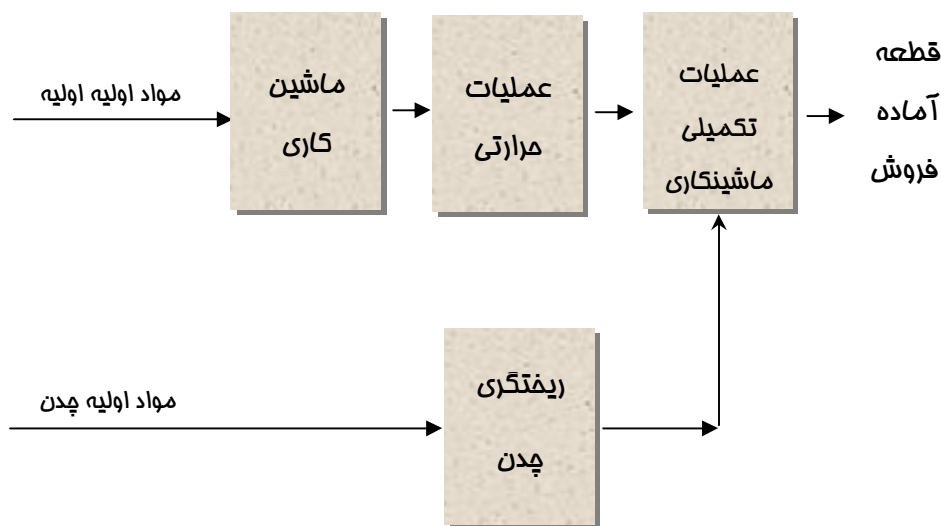 مواد اولیه اولیه
ماشین
کاری
عملیات
حرارتی
عملیات
تکمیلی
ماشینکاری
قطعه
آماده
فروش
مواد اولیه چدن
ریختگری
چدن